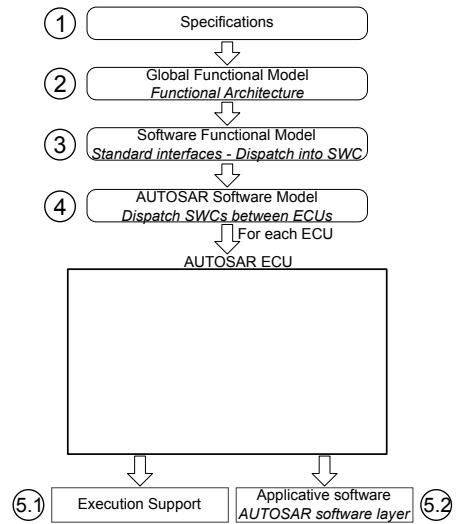 1 Specifications
2 Global Functional Model
Functional Architecture
3 Software Functional Model
Standard interfaces - Dispatch into SWC
4 AUTOSAR Software Model
Dispatch SWCs between ECUs
For each ECU
AUTOSAR ECU
5.1 Execution Support
Applicative software
AUTOSAR software layer 5.2